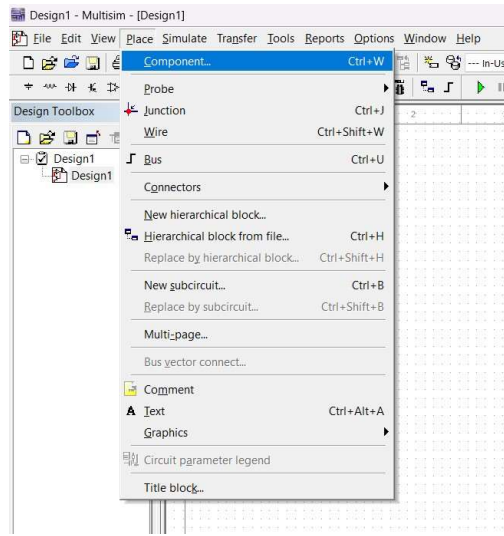 Design1 - Multisim - [Design1]
File Edit View Place Simulate Transfer Tools Reports Options Window Help
Component... Ctrl+W
--- In-Us
Probe
Design Toolbox
Junction Ctrl+J
2
Wire Ctrl+Shift+W
Bus Ctrl+U
Design1
Design1
Connectors
New hierarchical block...
Hierarchical block from file... Ctrl+H
Replace by hierarchical block... Ctrl+Shift+H
New subcircuit... Ctrl+B
Replace by subcircuit... Ctrl+Shift+B
Multi-page...
Bus vector connect...
Comment
A Text Ctrl+Alt+A
Graphics
Circuit parameter legend
Title block...